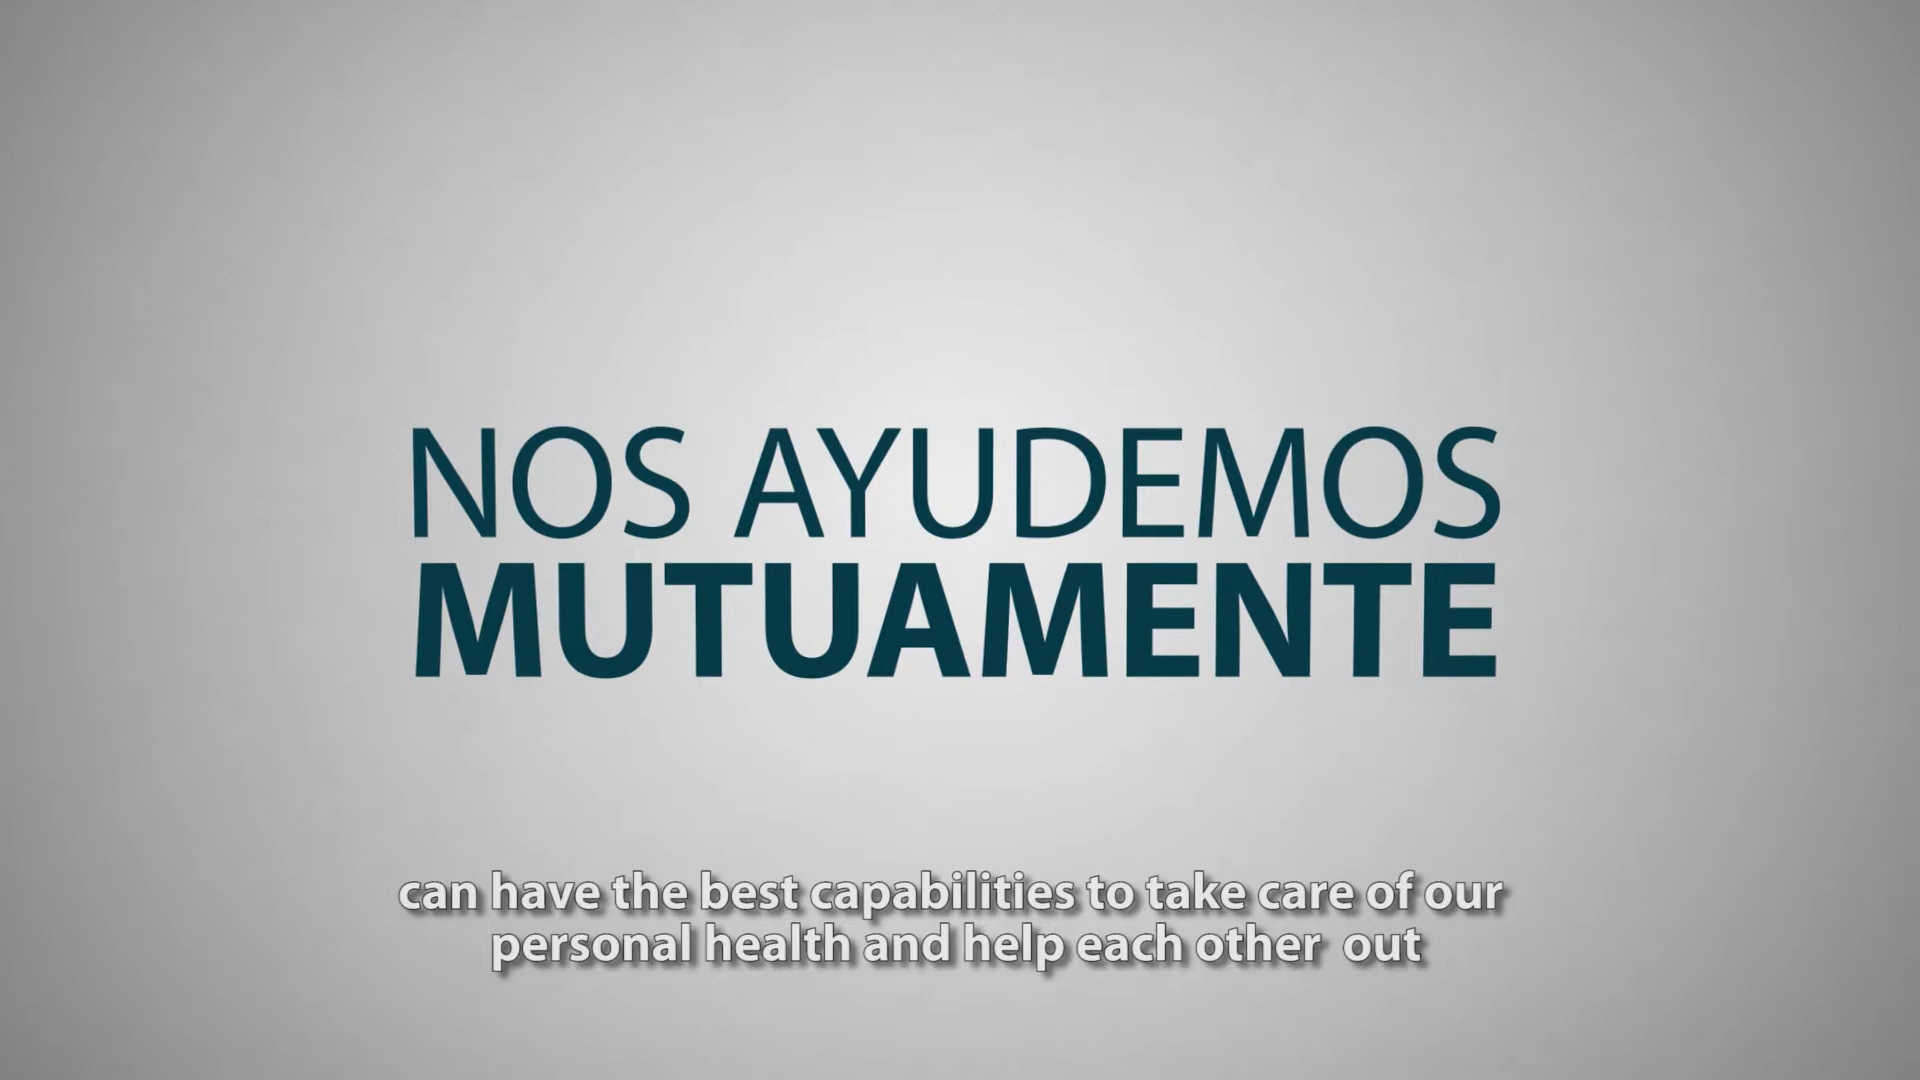 NOS AYUDEMOS
MUTUAMENTE
can have the best capabilities to take care of our
personal health and help each other out